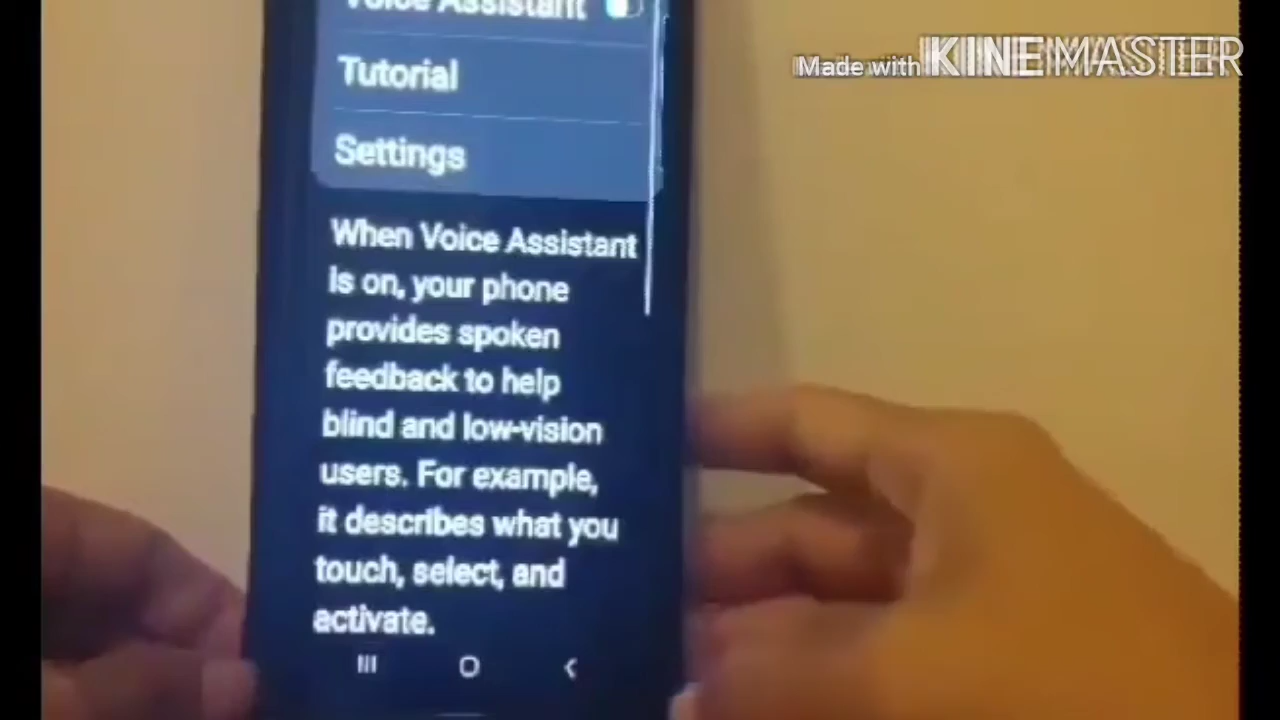 Voice Assistant
Made with KINEMASTER
Tutorial
Settings
When Voice Assistant
is on, your phone
provides spoken
feedback to help
blind and low-vision
users. For example,
it describes what you
touch, select, and
activate.